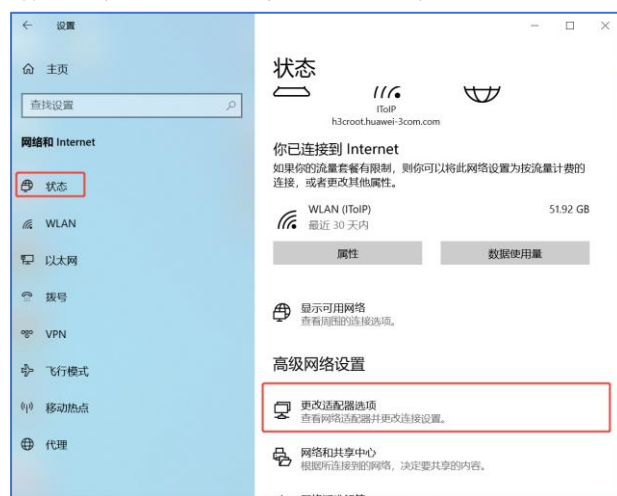 设置
主页
查找设置
网络和 Internet
状态
WLAN
以太网
拨号
VPN
飞行模式
移动热点
代理
状态
IToIP
h3croot.huawei-3com.com
你已连接到 Internet
如果你的流量套餐有限制，则你可以将此网络设置为按流量计费的
连接，或者更改其他属性。
WLAN (IToIP)
51.92 GB
最近 30 天内
属性
数据使用量
显示可用网络
查看周围的连接选项。
高级网络设置
更改适配器选项
查看网络适配器并更改连接设置。
网络和共享中心
根据所连接到的网络，决定要共享的内容。